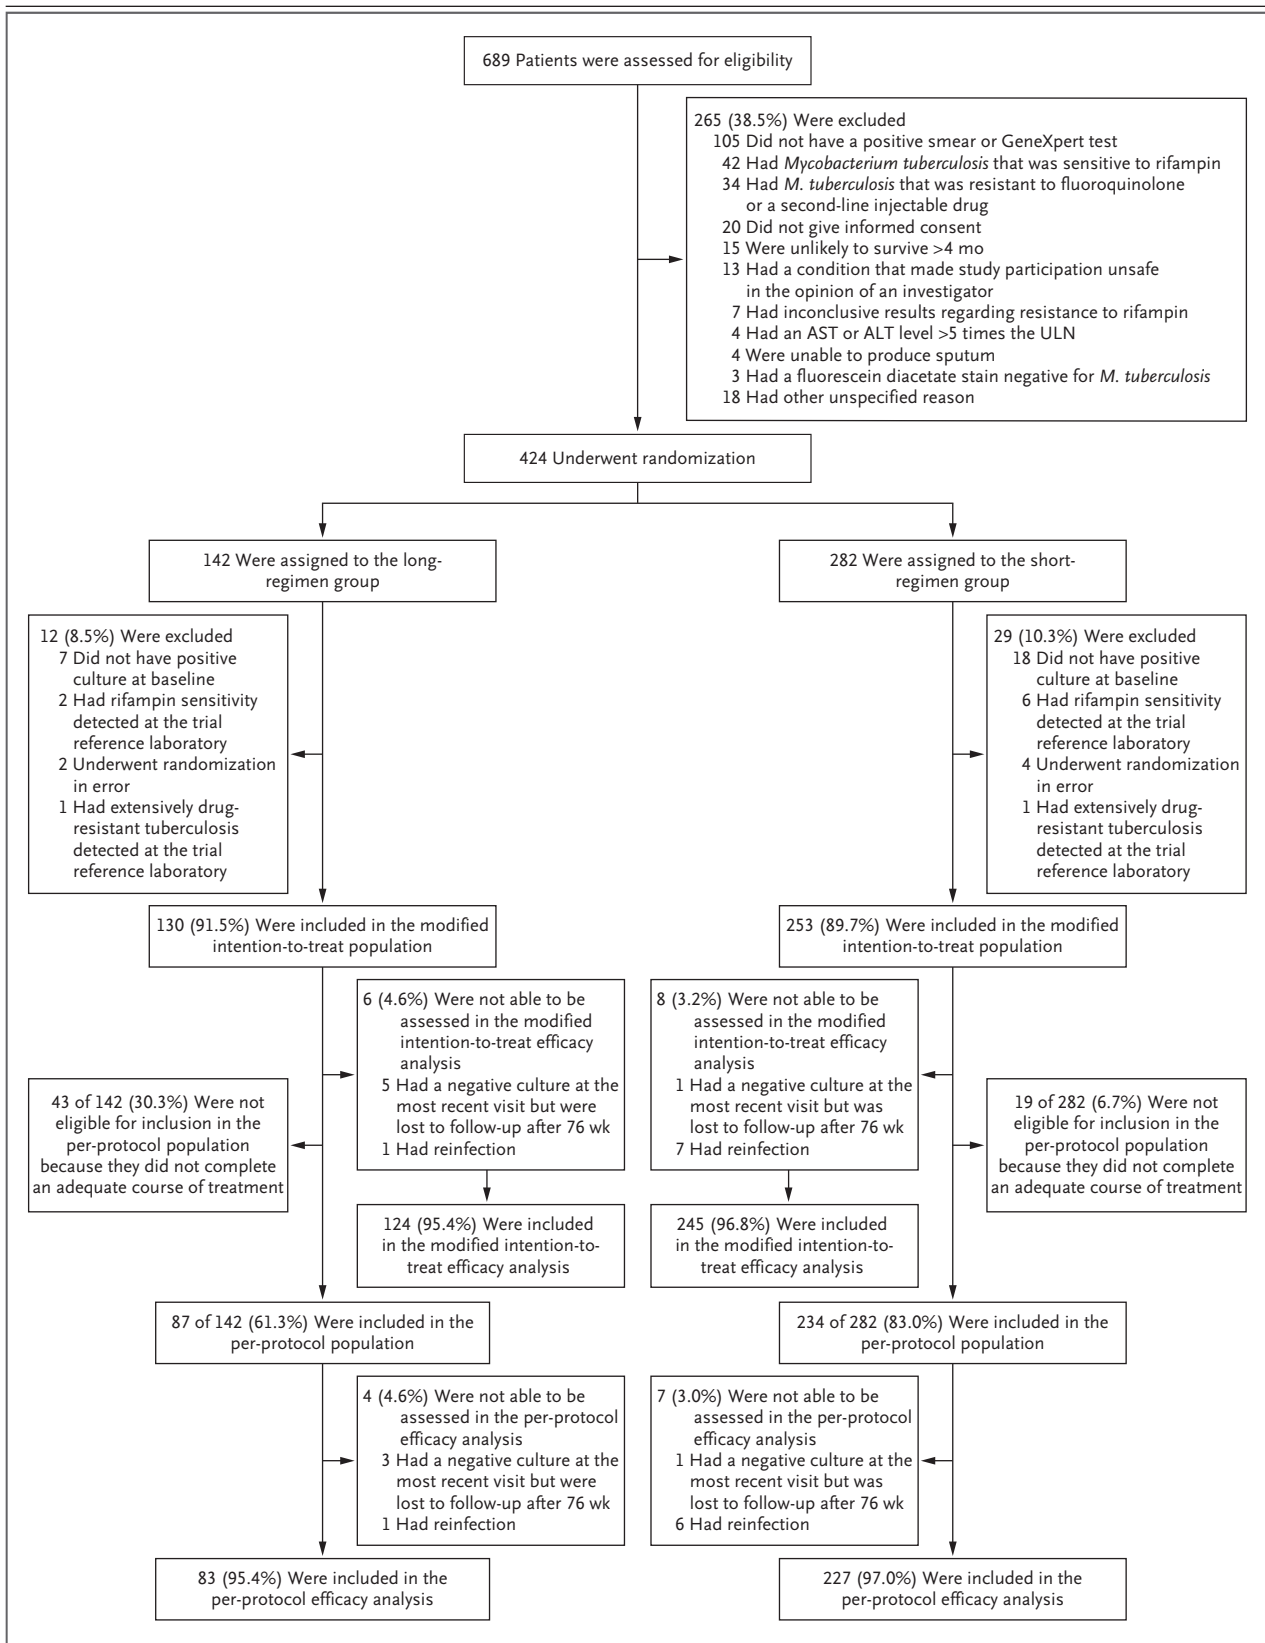 689 Patients were assessed for eligibility
265 (38.5%) Were excluded
105 Did not have a positive smear or GeneXpert test
42 Had Mycobacterium tuberculosis that was sensitive to rifampin
34 Had M. tuberculosis that was resistant to fluoroquinolone
or a second-line injectable drug
20 Did not give informed consent
15 Were unlikely to survive >4 mo
13 Had a condition that made study participation unsafe
in the opinion of an investigator
7 Had inconclusive results regarding resistance to rifampin
4 Had an AST or ALT level >5 times the ULN
4 Were unable to produce sputum
3 Had a fluorescein diacetate stain negative for M. tuberculosis
18 Had other unspecified reason
424 Underwent randomization
142 Were assigned to the long-
regimen group
282 Were assigned to the short-
regimen group
12 (8.5%) Were excluded
7 Did not have positive
culture at baseline
2 Had rifampin sensitivity
detected at the trial
reference laboratory
2 Underwent randomization
in error
1 Had extensively drug-
resistant tuberculosis
detected at the trial
reference laboratory
29 (10.3%) Were excluded
18 Did not have positive
culture at baseline
6 Had rifampin sensitivity
detected at the trial
reference laboratory
4 Underwent randomization
in error
1 Had extensively drug-
resistant tuberculosis
detected at the trial
reference laboratory
130 (91.5%) Were included in the modified
intention-to-treat population
253 (89.7%) Were included in the modified
intention-to-treat population
6 (4.6%) Were not able to be
assessed in the modified
intention-to-treat efficacy
analysis
5 Had a negative culture at the
most recent visit but were
lost to follow-up after 76 wk
1 Had reinfection
8 (3.2%) Were not able to be
assessed in the modified
intention-to-treat efficacy
analysis
1 Had a negative culture at the
most recent visit but was
lost to follow-up after 76 wk
7 Had reinfection
43 of 142 (30.3%) Were not
eligible for inclusion in the
per-protocol population
because they did not complete
an adequate course of treatment
19 of 282 (6.7%) Were not
eligible for inclusion in the
per-protocol population
because they did not complete
an adequate course of treatment
124 (95.4%) Were included
in the modified intention-to-
treat efficacy analysis
245 (96.8%) Were included
in the modified intention-to-
treat efficacy analysis
87 of 142 (61.3%) Were included in the
per-protocol population
234 of 282 (83.0%) Were included in the
per-protocol population
4 (4.6%) Were not able to be
assessed in the per-protocol
efficacy analysis
3 Had a negative culture at the
most recent visit but were
lost to follow-up after 76 wk
1 Had reinfection
7 (3.0%) Were not able to be
assessed in the per-protocol
efficacy analysis
1 Had a negative culture at the
most recent visit but was
lost to follow-up after 76 wk
6 Had reinfection
83 (95.4%) Were included in the
per-protocol efficacy analysis
227 (97.0%) Were included in the
per-protocol efficacy analysis